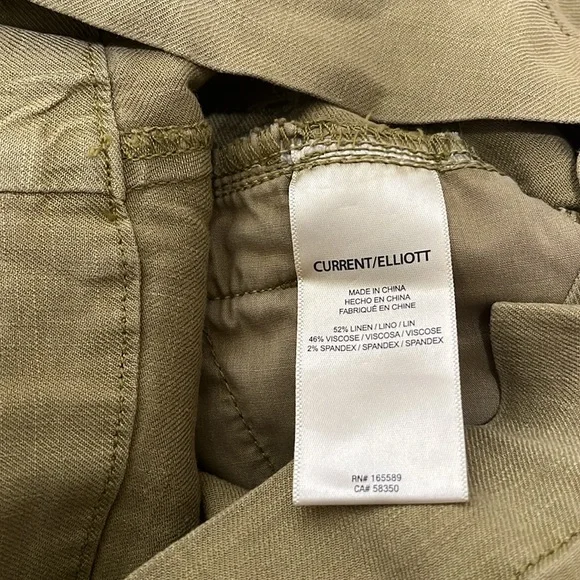 CURRENT/ELLIOTT
MADE IN CHINA
HECHO EN CHINA
FABRIQUÉ EN CHINE
52% LINEN / LINO / LIN
46% VISCOSE / VISCOSA / VISCOSE
2% SPANDEX / SPANDEX / SPANDEX
RN# 165589
CA# 58350